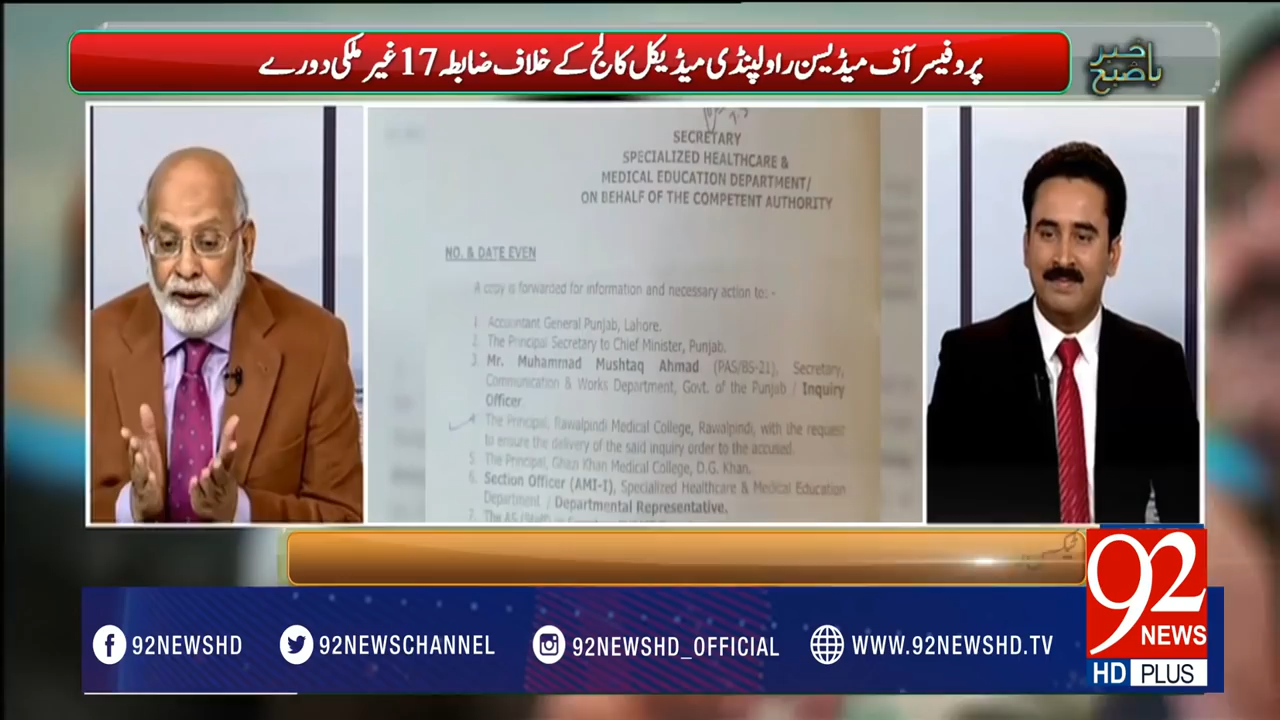 پروفیسر آف میڈیسن راولپنڈی میڈیکل کالج کے خلاف ضابطہ 17 غیر ملکی دورے
باخبر صبح
SECRETARY
SPECIALIZED HEALTHCARE &
MEDICAL EDUCATION DEPARTMENT/
ON BEHALF OF THE COMPETENT AUTHORITY
NO. & DATE EVEN
A copy is forwarded for information and necessary action to: -
1. Accountant General Punjab, Lahore.
2. The Principal Secretary to Chief Minister, Punjab.
3. Mr. Muhammad Mushtaq Ahmad (PAS/BS-21), Secretary,
Communication & Works Department, Govt. of the Punjab / Inquiry
Officer.
4. The Principal, Rawalpindi Medical College, Rawalpindi, with the request
to ensure the delivery of the said inquiry order to the accused.
5. The Principal, Ghazi Khan Medical College, D.G. Khan.
6. Section Officer (AMI-I), Specialized Healthcare & Medical Education
Department / Departmental Representative.
7. The
92
NEWS
HD PLUS
92NEWSHD
92NEWSCHANNEL
92NEWSHD_OFFICIAL
WWW.92NEWSHD.TV